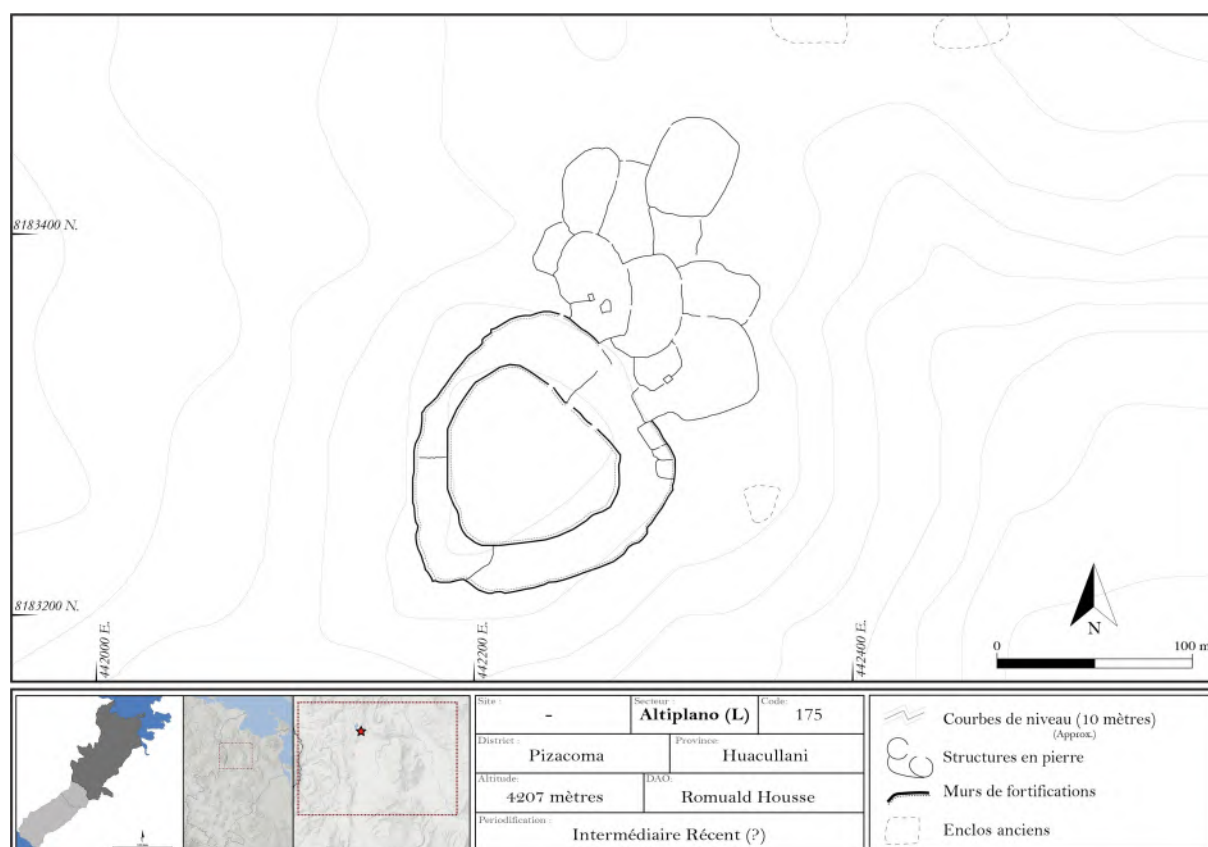 8183400 N.
8183200 N.
442000 E.
442200 E.
442400 E.
N
0 100 m
Site :
-
Secteur :
Altiplano (L)
Code:
175
District :
Pizacoma
Province:
Huacullani
Altitude:
4207 mètres
DAO:
Romuald Housse
Periodification :
Intermédiaire Récent (?)
Courbes de niveau (10 mètres)
(Approx.)
Structures en pierre
Murs de fortifications
Enclos anciens